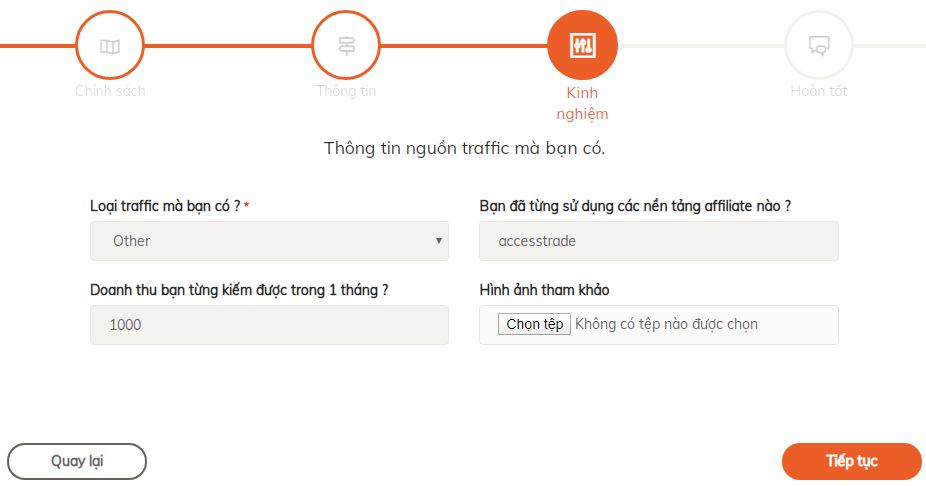 Chính sách
Thông tin
Kinh
nghiệm
Hoàn tất
Thông tin nguồn traffic mà bạn có.
Loại traffic mà bạn có ? *
Bạn đã từng sử dụng các nền tảng affiliate nào ?
Other
accesstrade
Doanh thu bạn từng kiếm được trong 1 tháng ?
Hình ảnh tham khảo
1000
Chọn tệp Không có tệp nào được chọn
Quay lại
Tiếp tục